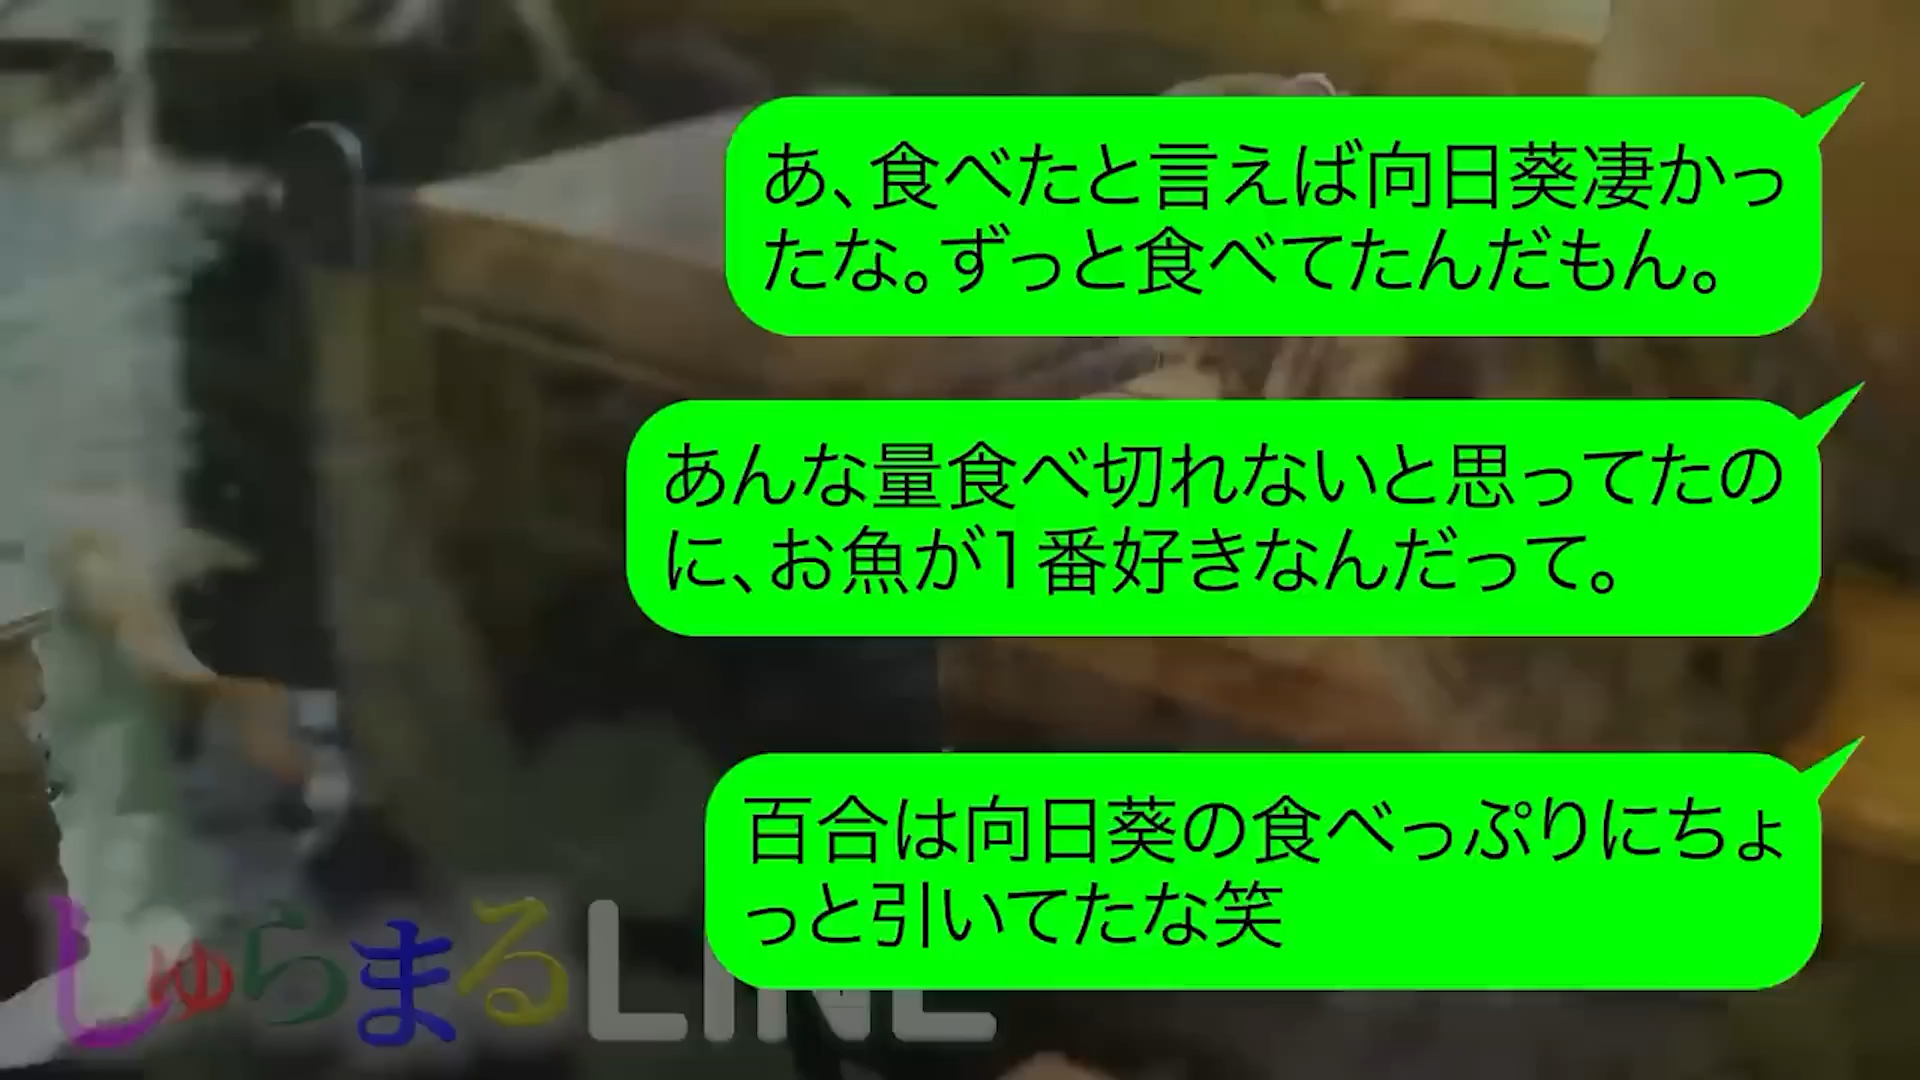 あ、食べたと言えば向日葵凄かっ
たな。ずっと食べてたんだもん。
あんな量食べ切れないと思ってたの
に、お魚が1番好きなんだって。
百合は向日葵の食べっぷりにちょ
っと引いてたな笑
しゅらまるLINE